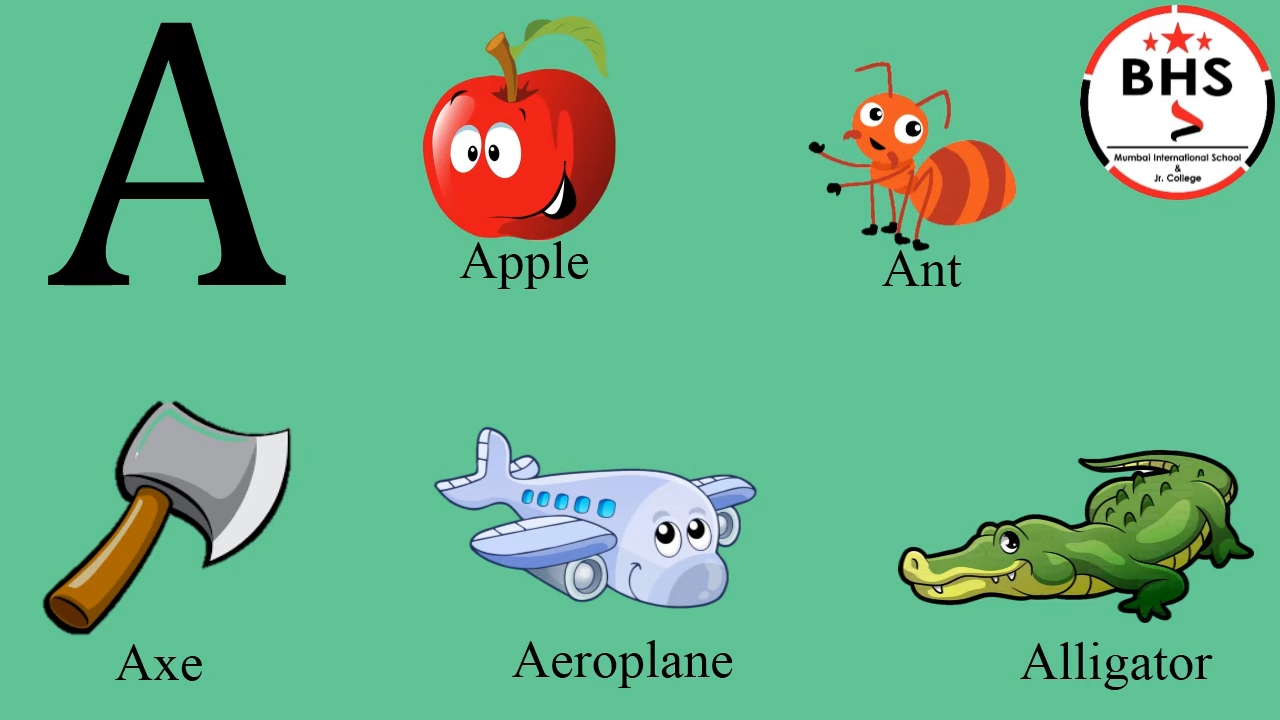 A
Apple
Ant
BHS
Mumbai International School
&
Jr. College
Axe
Aeroplane
Alligator